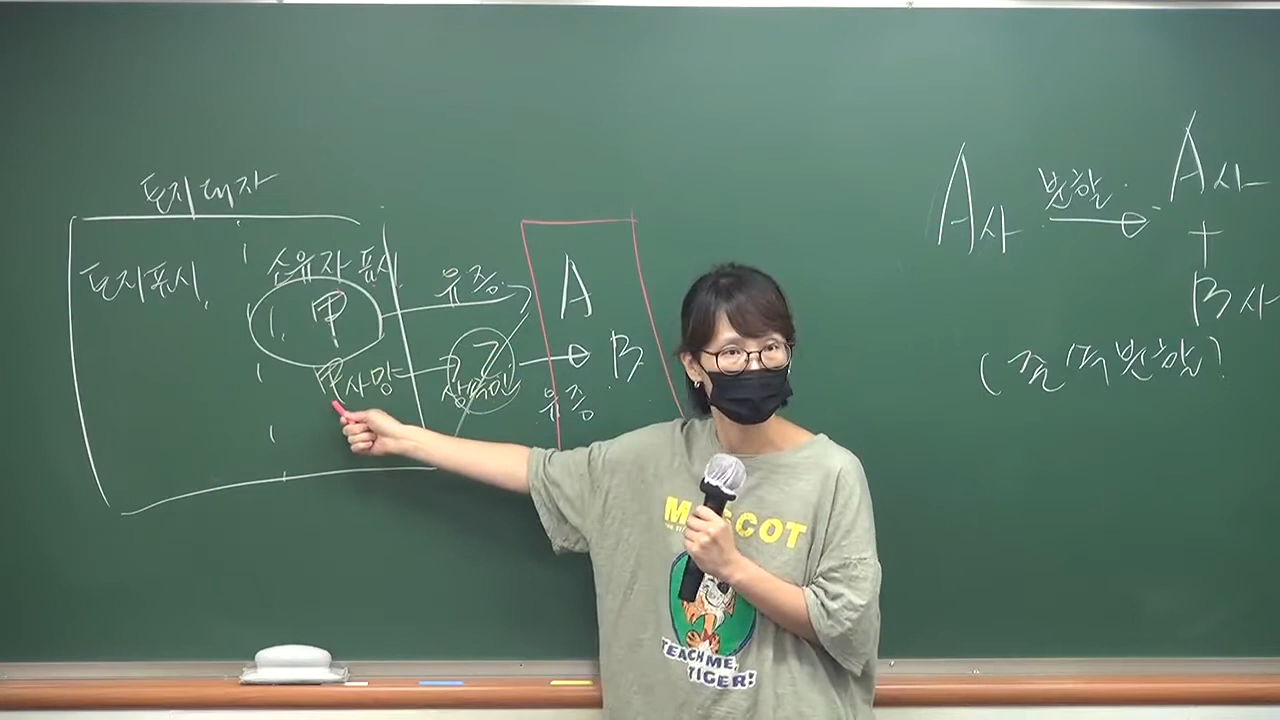 토지대장
토지표시
소유자 표시
1. 甲
甲사망
유증
상속인
유증
A
B
A사
분할
A사
+
B사
(존속분할)
MASCOT
TEACH ME,
TIGER!